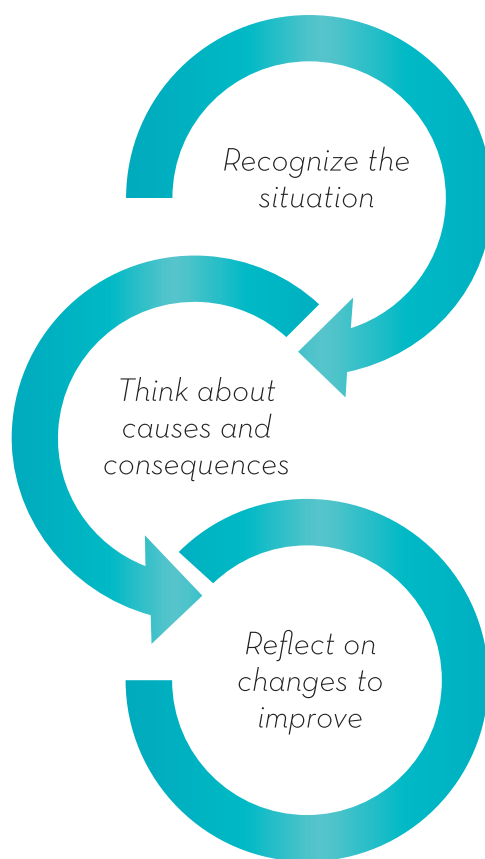 Recognize the
situation
Think about
causes and
consequences
Reflect on
changes to
improve